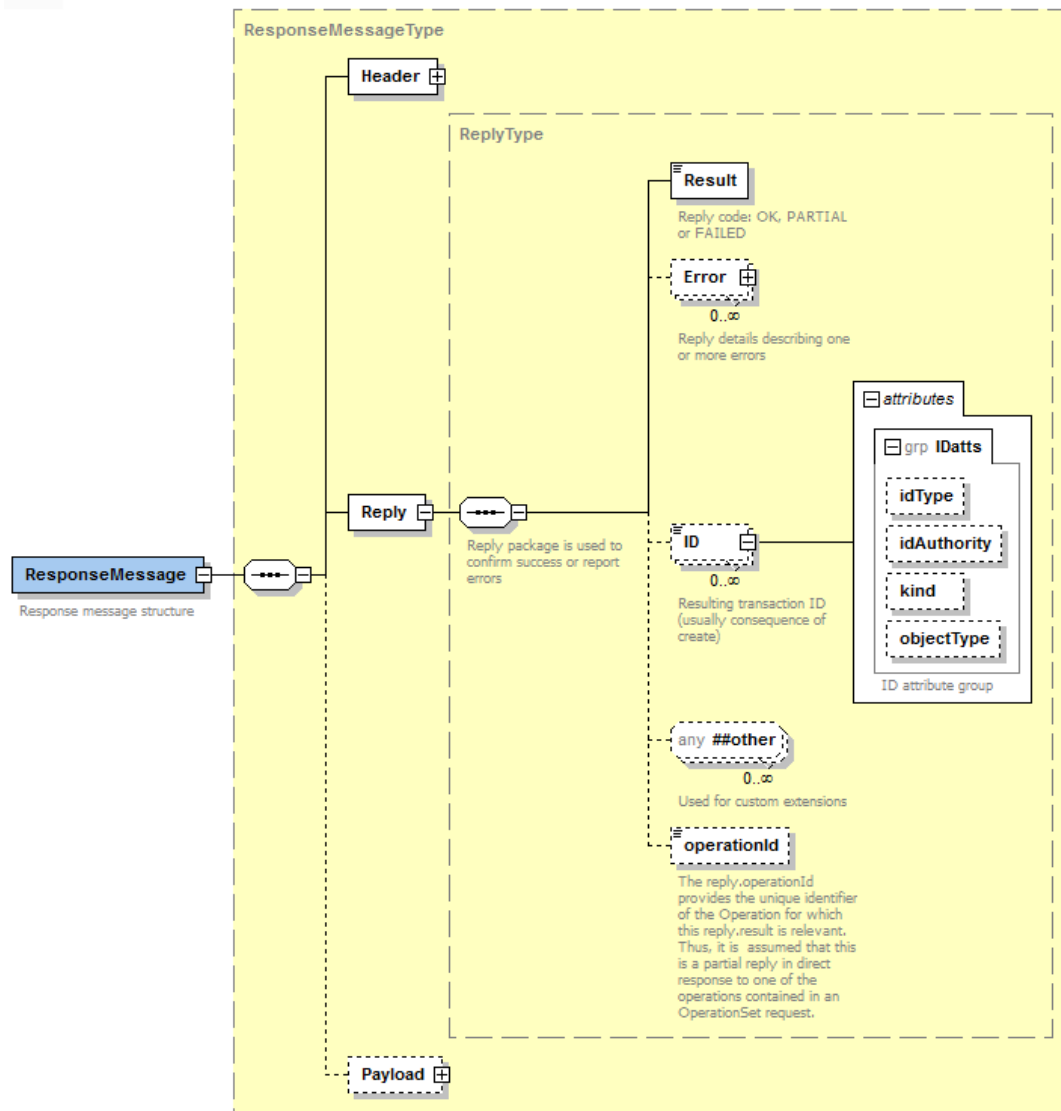 ResponseMessageType
Header
ReplyType
Result
Reply code: OK, PARTIAL
or FAILED
Error
0..∞
Reply details describing one
or more errors
attributes
grp IDatts
idType
idAuthority
kind
objectType
ID attribute group
Reply
Reply package is used to
confirm success or report
errors
ID
0..∞
Resulting transaction ID
(usually consequence of
create)
ResponseMessage
Response message structure
any ##other
0..∞
Used for custom extensions
operationId
The reply.operationId
provides the unique identifier
of the Operation for which
this reply.result is relevant.
Thus, it is  assumed that this
is a partial reply in direct
response to one of the
operations contained in an
OperationSet request.
Payload